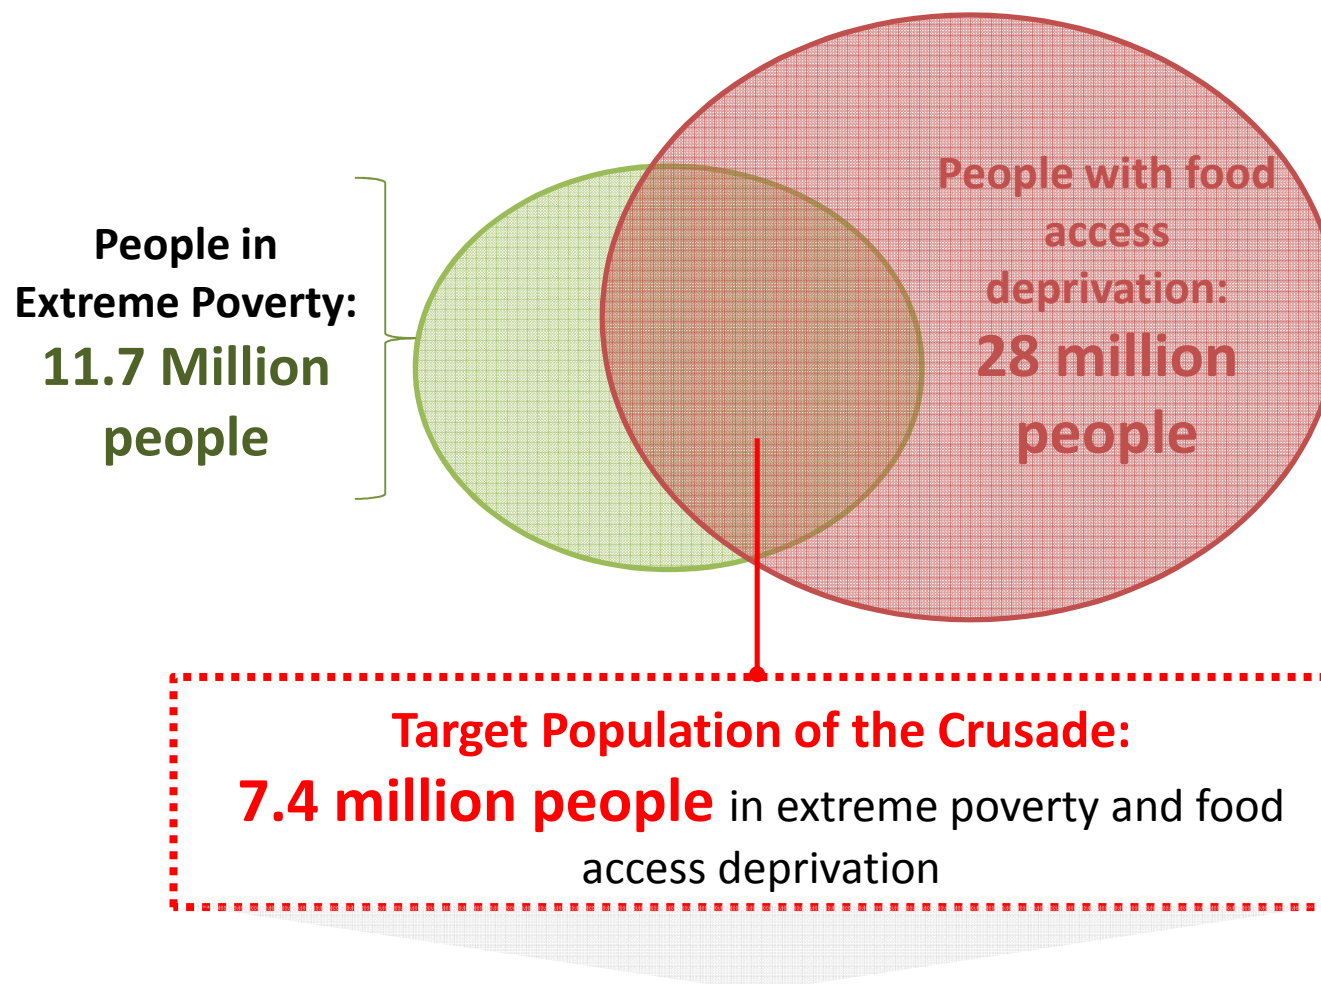 People in
Extreme Poverty:
11.7 Million
people
People with food
access
deprivation:
28 million
people
Target Population of the Crusade:
7.4 million people in extreme poverty and food
access deprivation